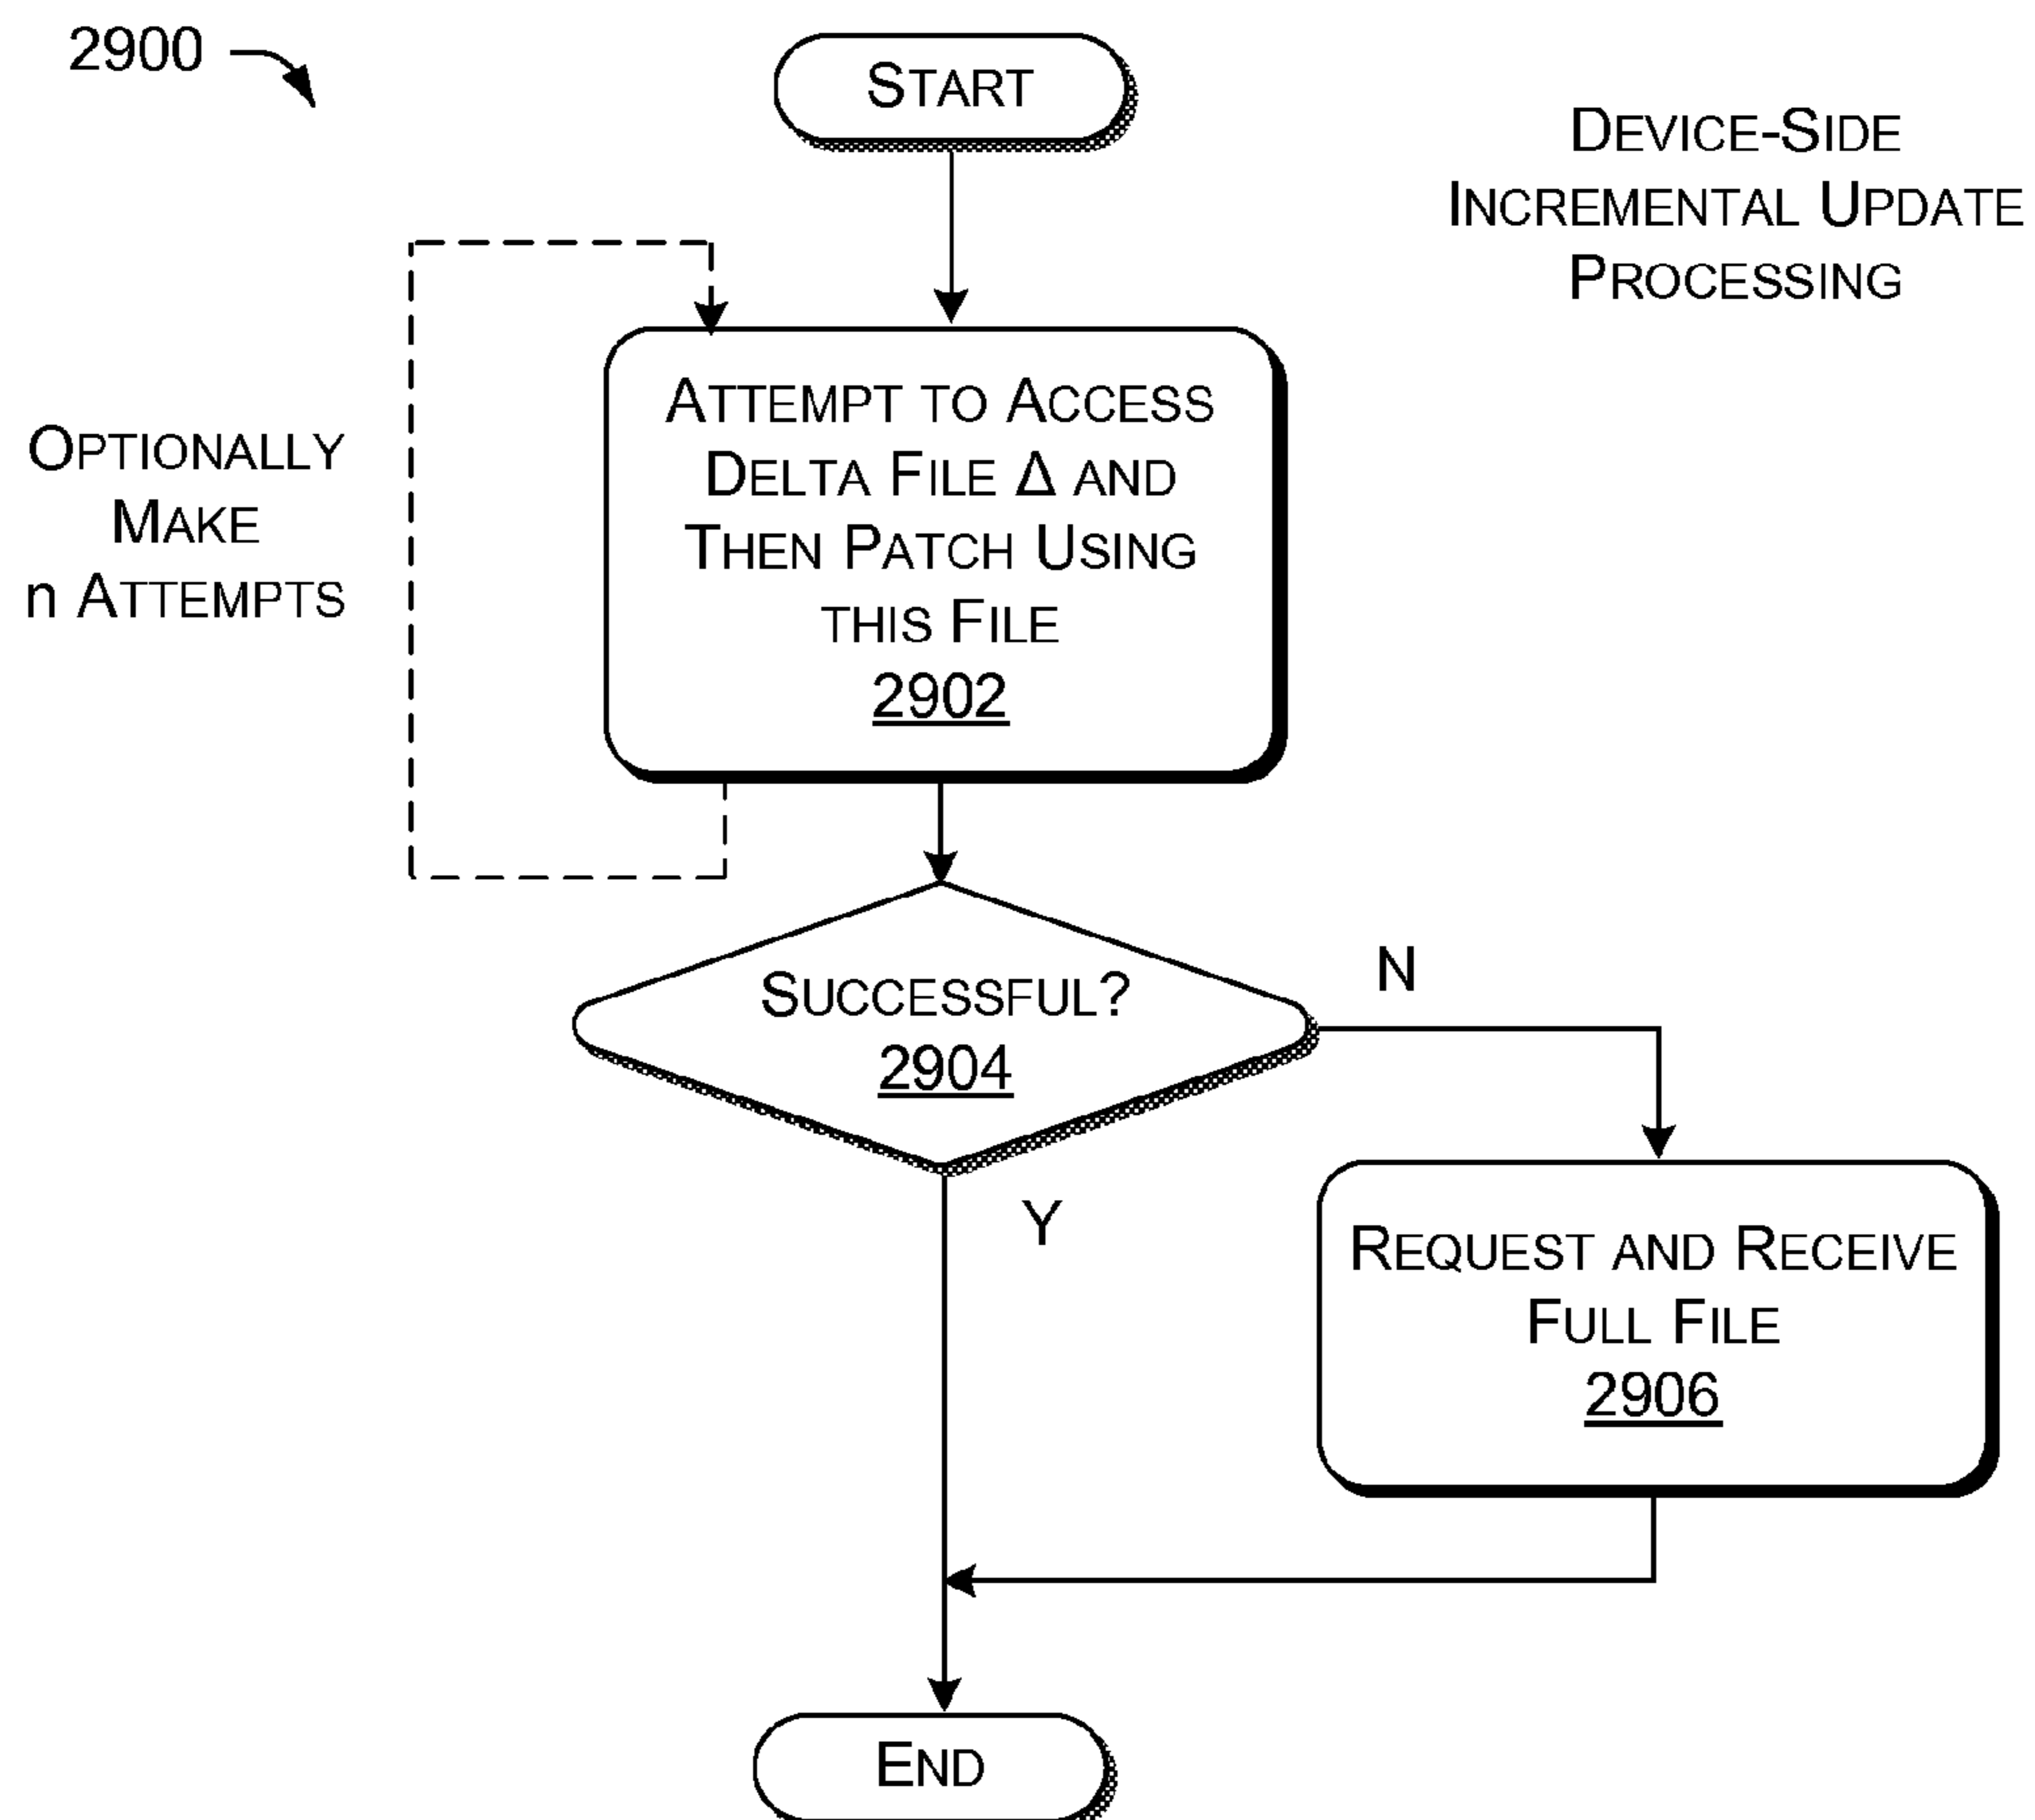 2900
START
DEVICE-SIDE
INCREMENTAL UPDATE
PROCESSING
OPTIONALLY
MAKE
n ATTEMPTS
ATTEMPT TO ACCESS
DELTA FILE Δ AND
THEN PATCH USING
THIS FILE
2902
SUCCESSFUL?
2904
N
Y
REQUEST AND RECEIVE
FULL FILE
2906
END